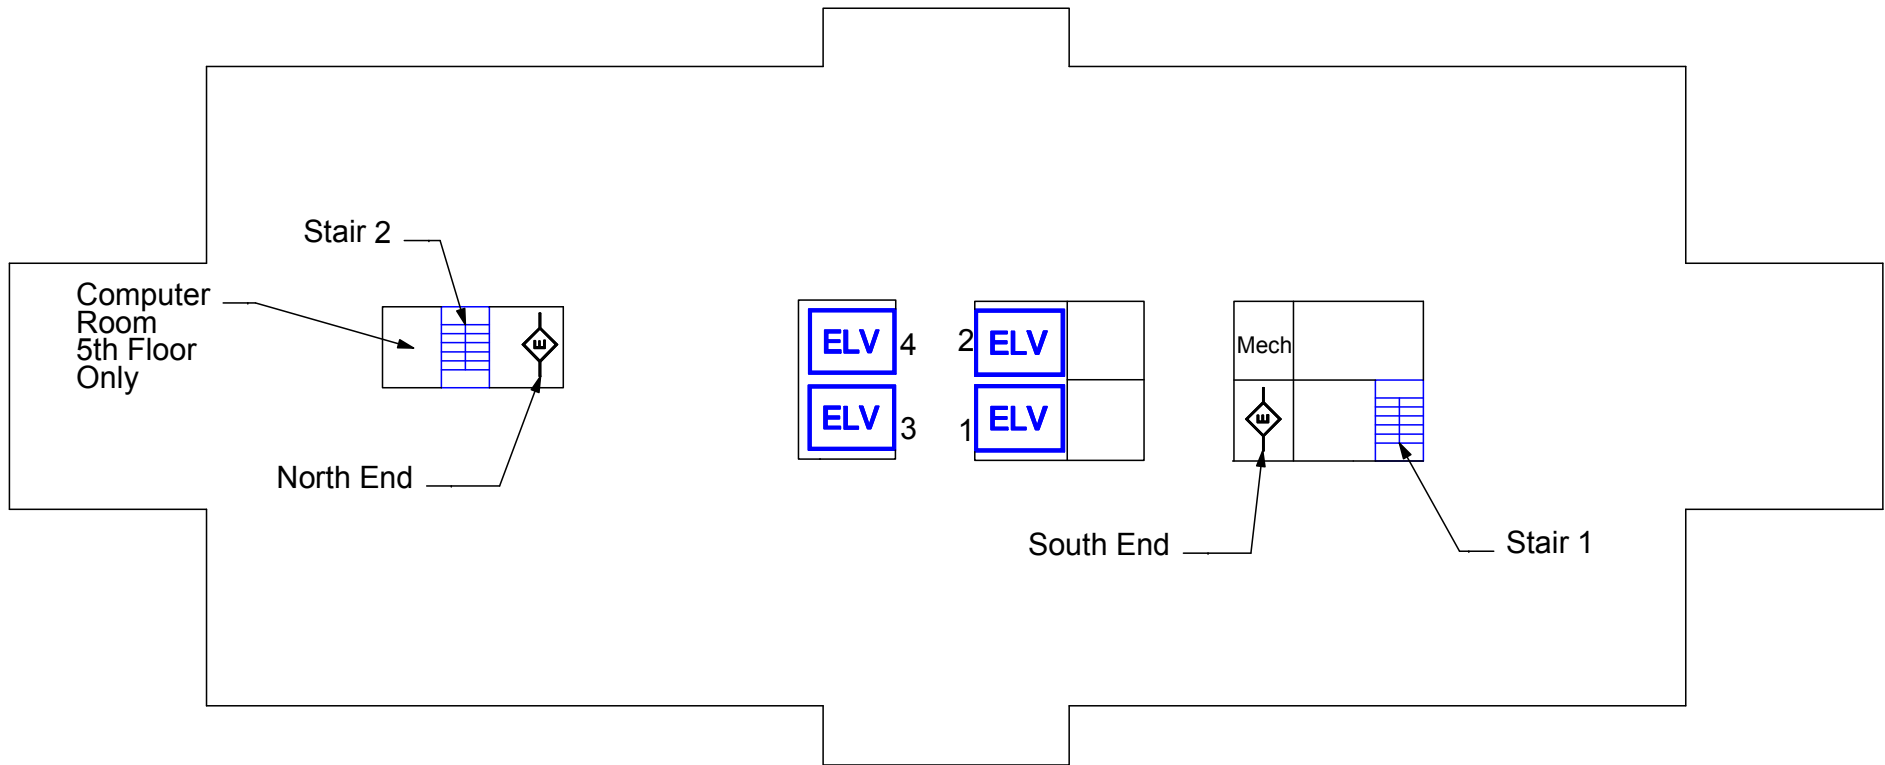 Stair 2
Computer
Room
5th Floor
Only
E
North End
ELV 4
ELV 3
2 ELV
1 ELV
Mech
E
South End
Stair 1